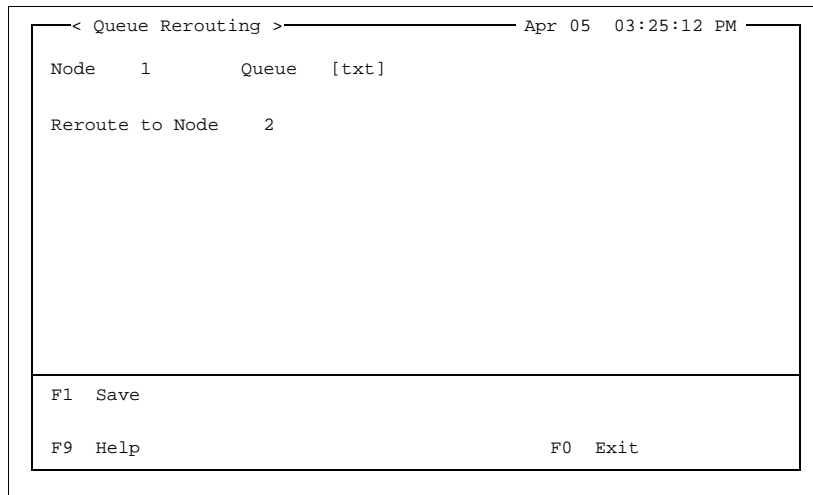 < Queue Rerouting > Apr 05 03:25:12 PM
Node 1 Queue [txt]
Reroute to Node 2
F1 Save
F9 Help F0 Exit